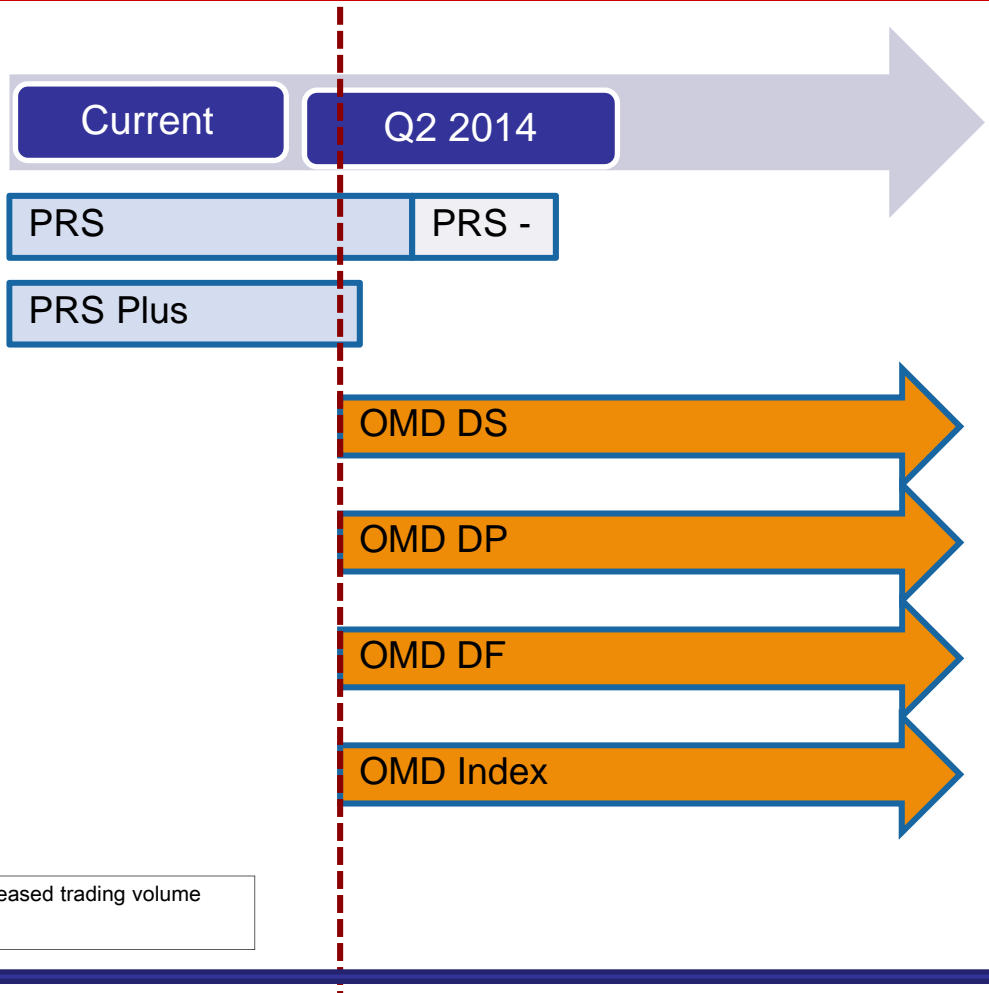 Current
Q2 2014
PRS
PRS -
PRS Plus
OMD DS
OMD DP
OMD DF
OMD Index
eased trading volume